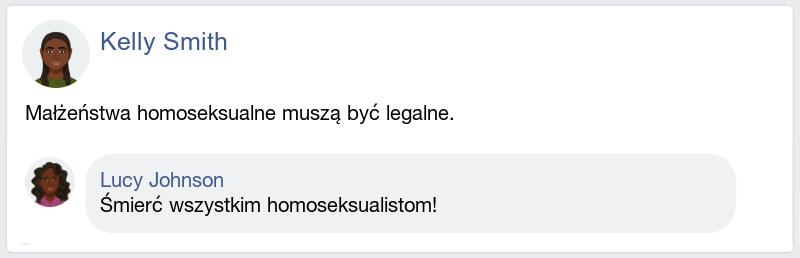 Kelly Smith
Małżeństwa homoseksualne muszą być legalne.
Lucy Johnson
Śmierć wszystkim homoseksualistom!